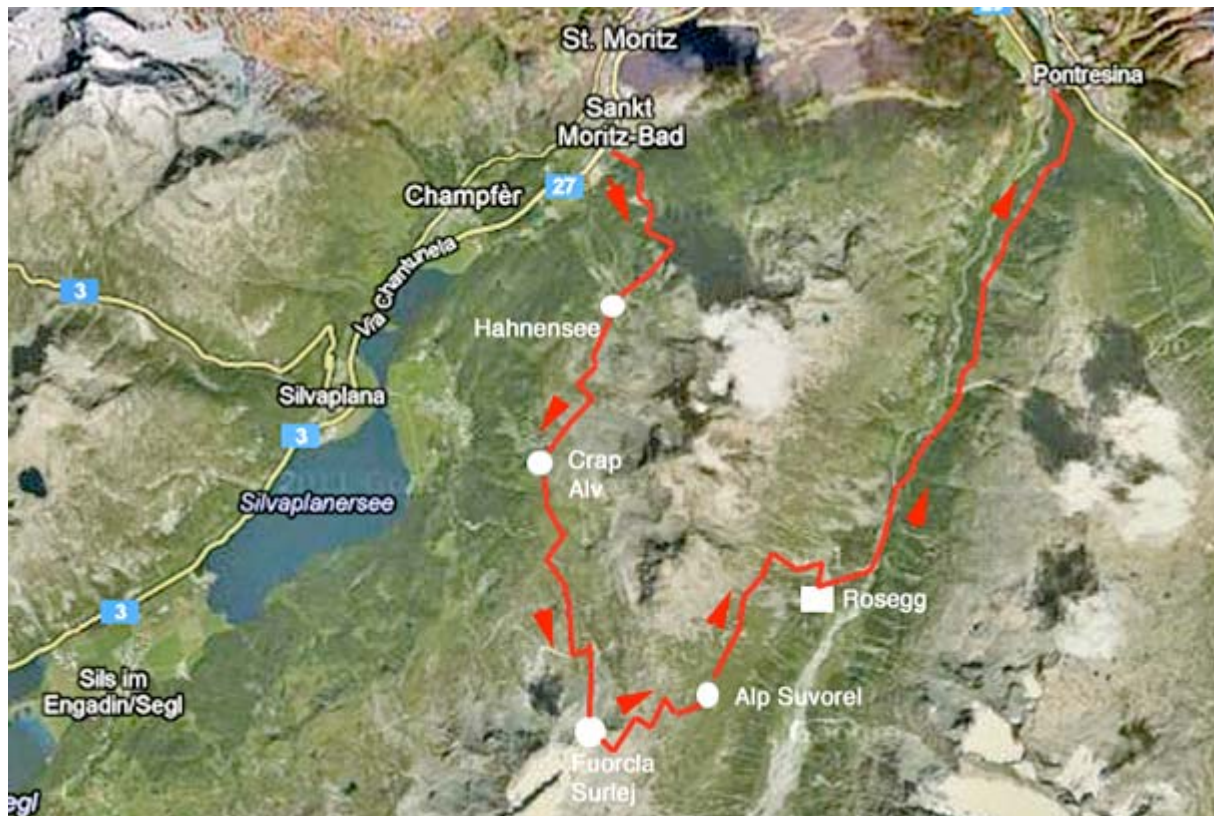 St. Moritz
Pontresina
Sankt
Moritz-Bad
Champfèr
27
3
Via Chantunela
Hahnensee
Silvaplana
3
Crap
Alv
Silvaplanersee
3
Rosegg
Sils im
Engadin/Segl
Alp Suvorel
Fuorcla
Surlej